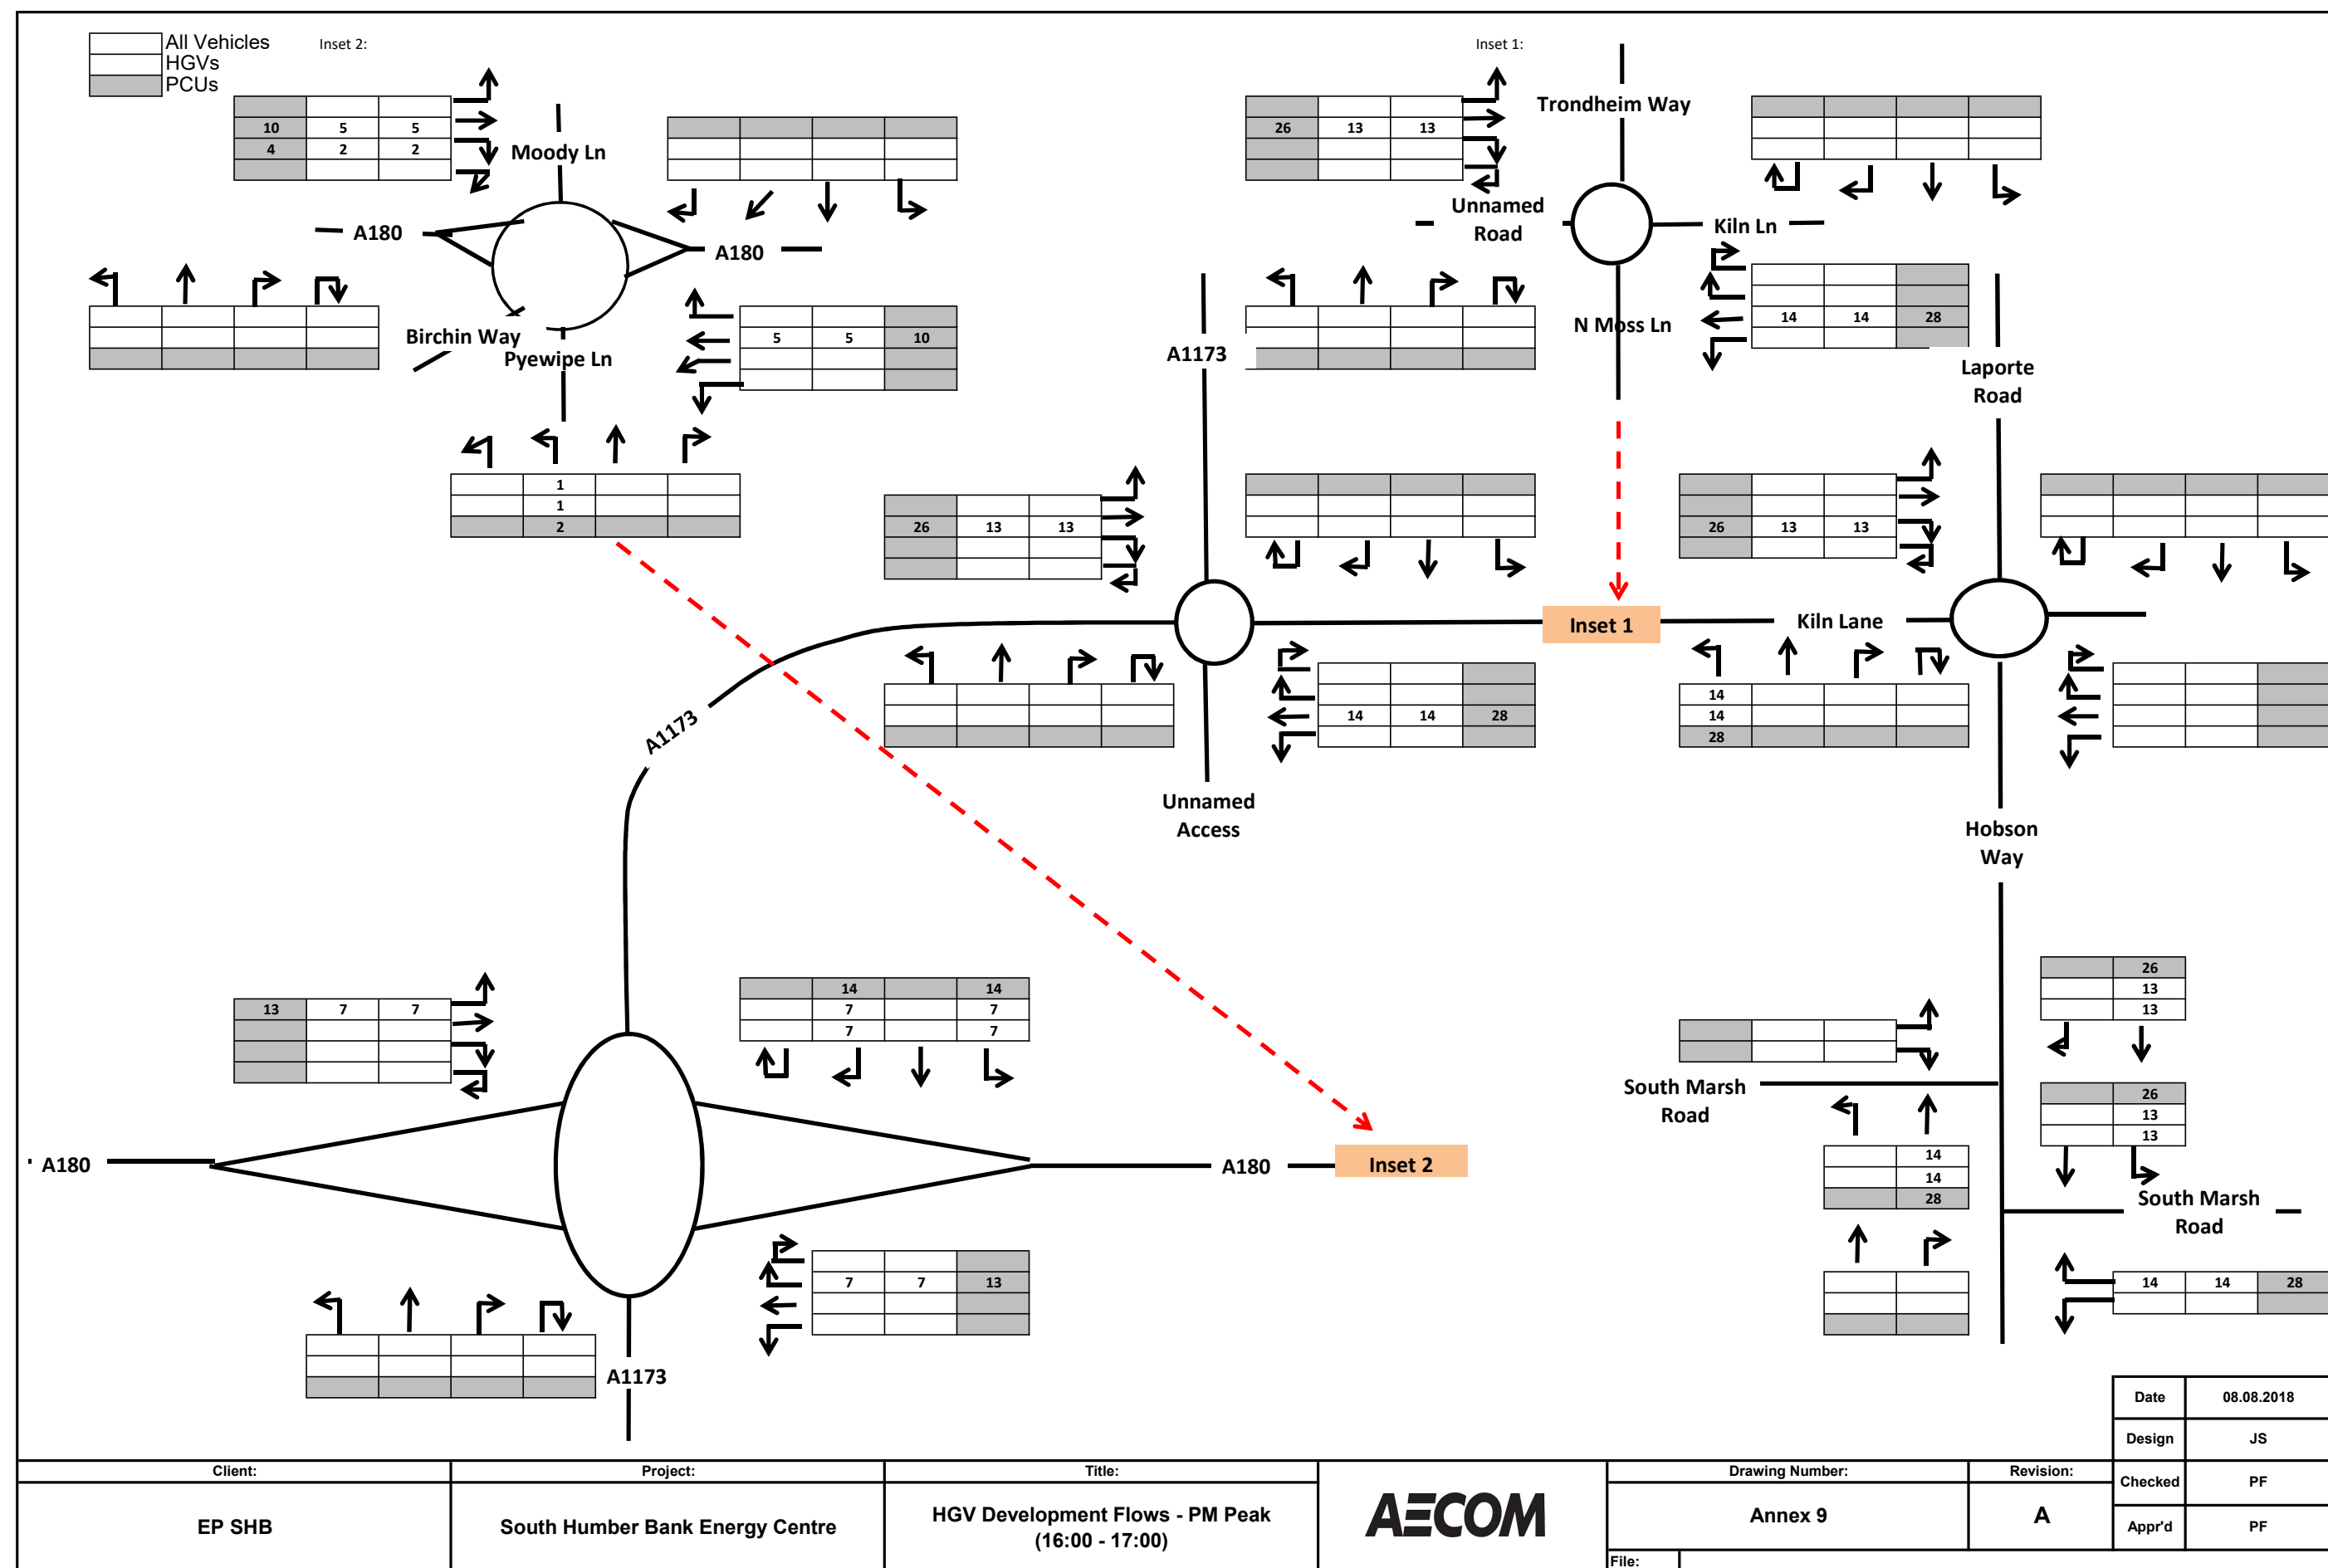 All Vehicles
HGVs
PCUs
Inset 2:
Inset 1:
10 5 5
4 2 2
Moody Ln
A180
A180
Birchin Way
Pyewipe Ln
5 5 10
1
1
2
26 13 13
Trondheim Way
Unnamed
Road
Kiln Ln
N Moss Ln
14 14 28
A1173
Laporte
Road
26 13 13
26 13 13
Inset 1
Kiln Lane
14 14 28
14
14
28
A1173
Unnamed
Access
Hobson
Way
13 7 7
14 14
7 7
7 7
26
13
13
South Marsh
Road
26
13
13
14
14
28
A180
A180
Inset 2
South Marsh
Road
7 7 13
14 14 28
A1173
Date 08.08.2018
Design JS
Checked PF
Appr'd PF
Client:
EP SHB
Project:
South Humber Bank Energy Centre
Title:
HGV Development Flows - PM Peak
(16:00 - 17:00)
AECOM
Drawing Number:
Annex 9
Revision:
A
File: